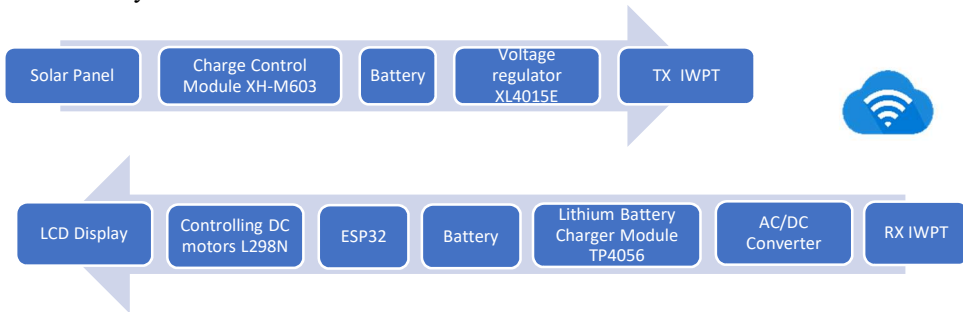 Solar Panel
Charge Control
Module XH-M603
Battery
Voltage
regulator
XL4015E
TX IWPT
LCD Display
Controlling DC
motors L298N
ESP32
Battery
Lithium Battery
Charger Module
TP4056
AC/DC
Converter
RX IWPT